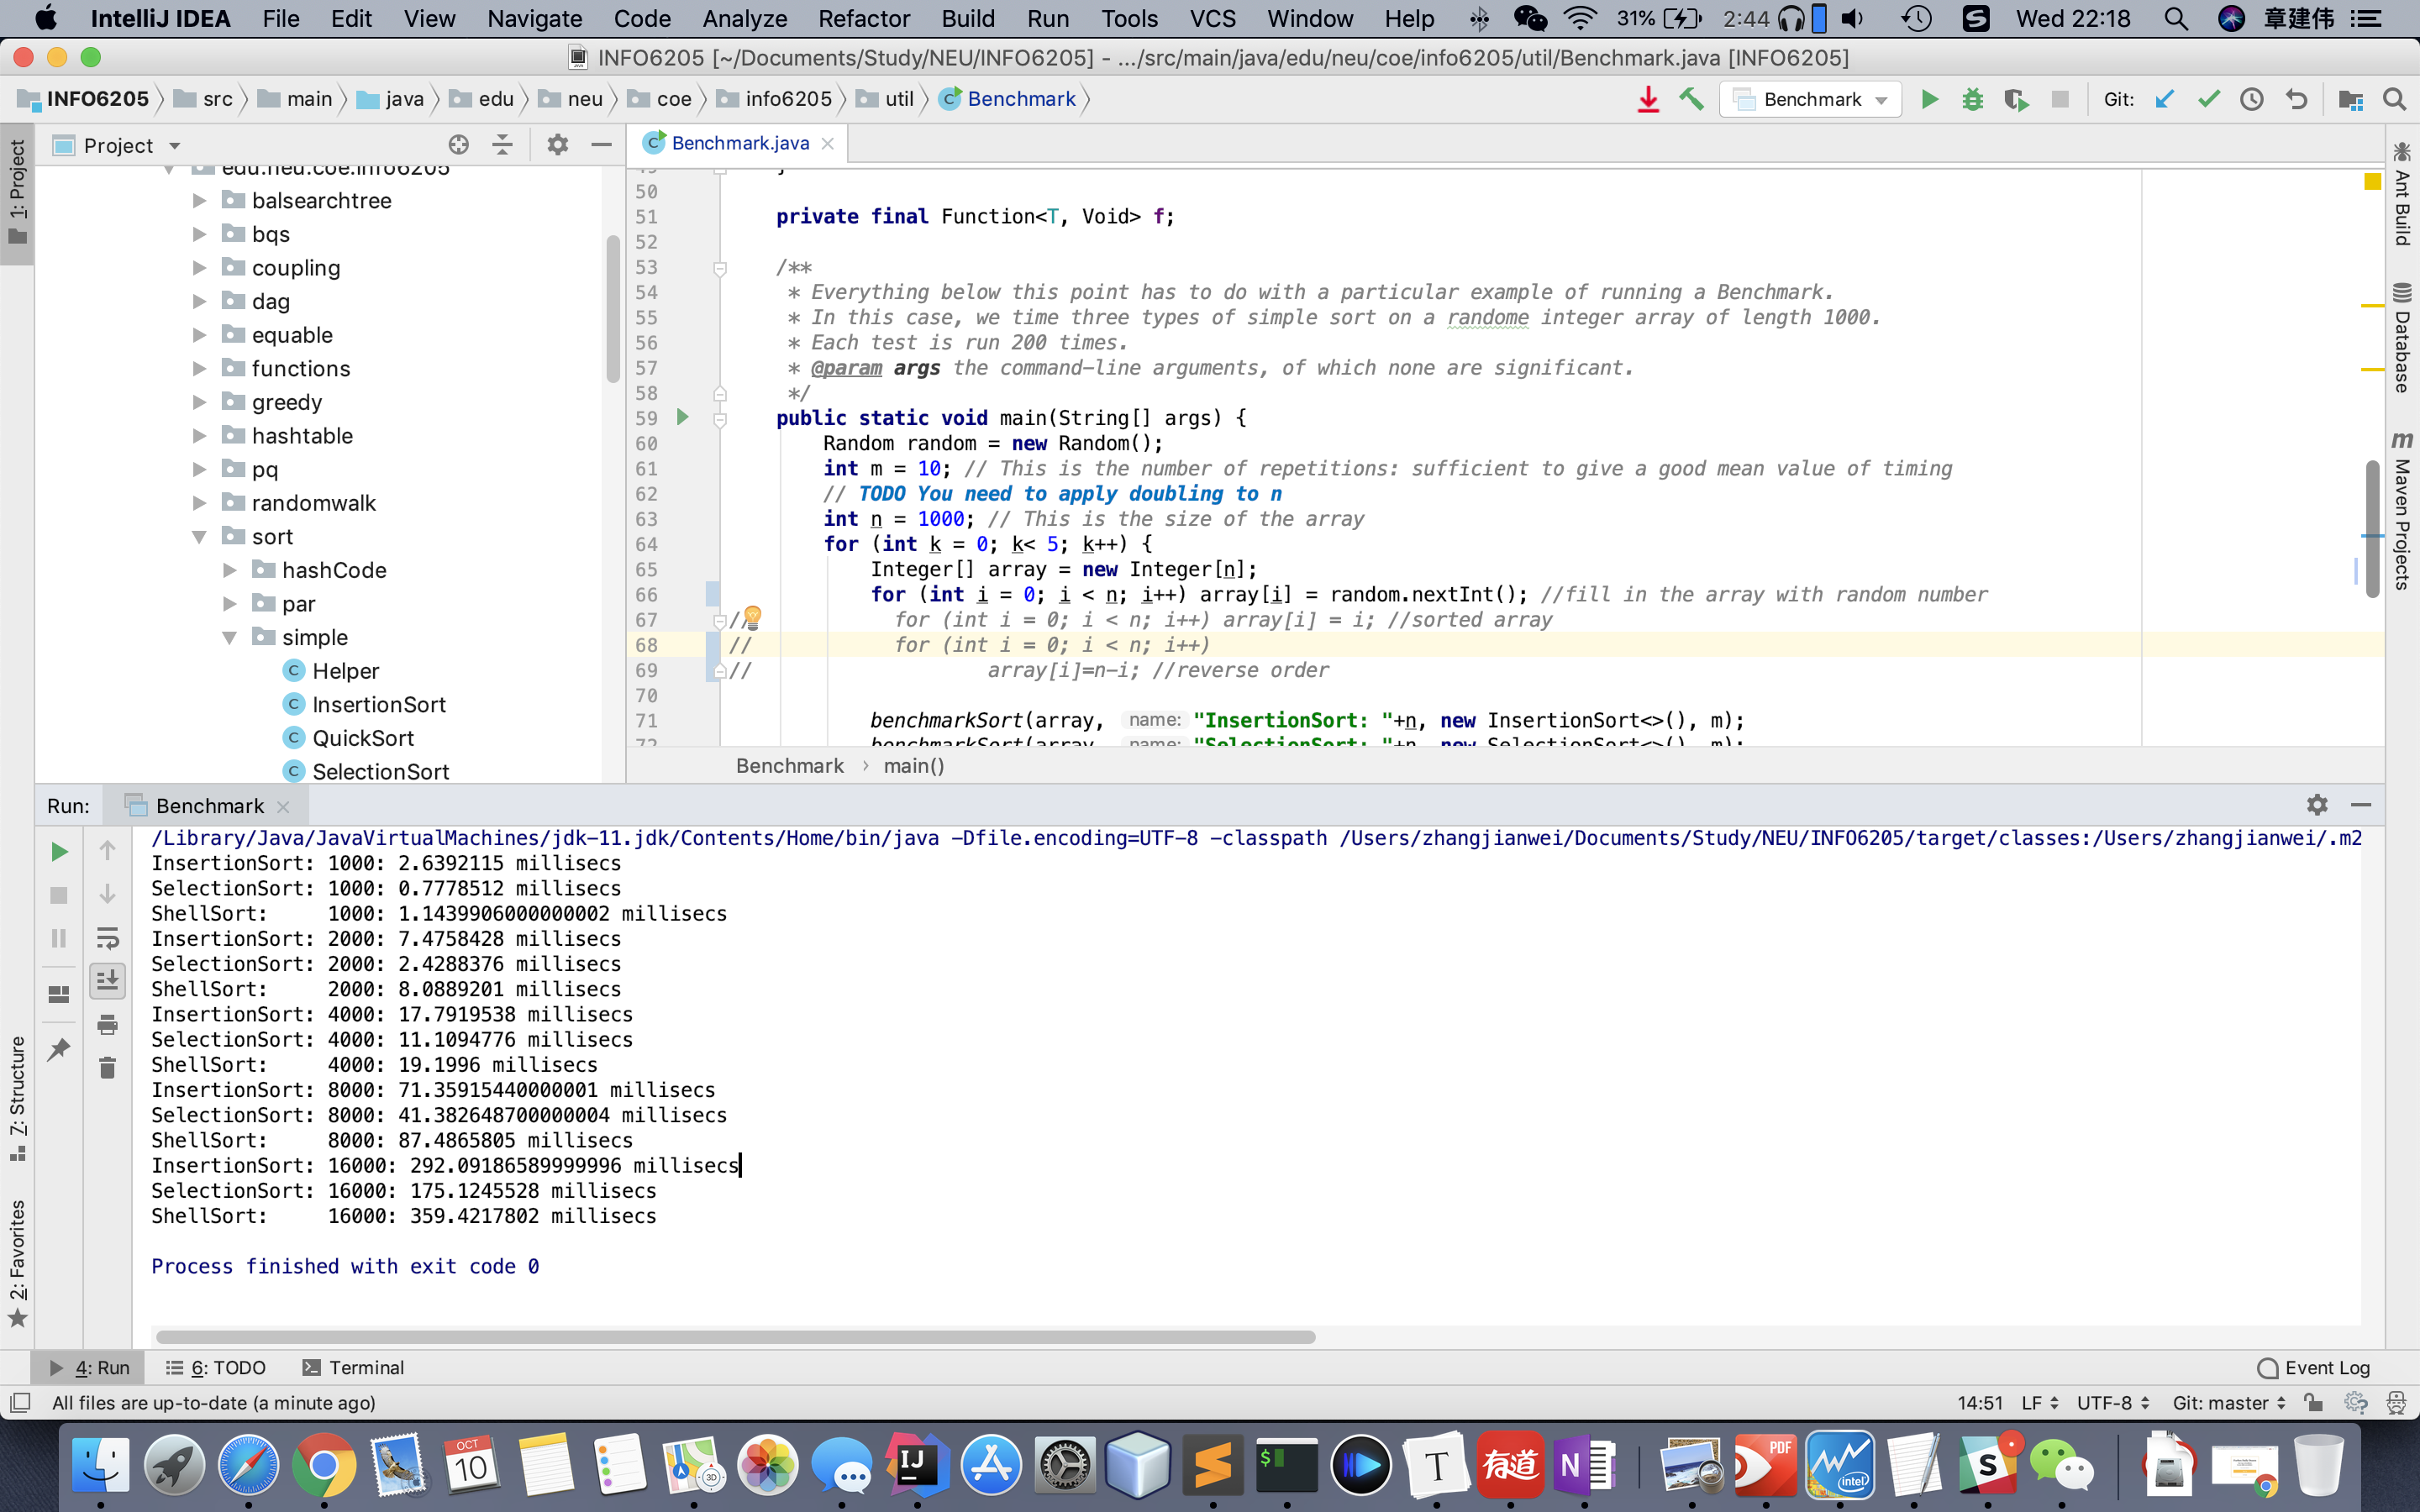 IntelliJ IDEA File Edit View Navigate Code Analyze Refactor Build Run Tools VCS Window Help 31% 2:44 Wed 22:18 章建伟
INFO6205 [~/Documents/Study/NEU/INFO6205] - .../src/main/java/edu/neu/coe/info6205/util/Benchmark.java [INFO6205]
INFO6205 src main java edu neu coe info6205 util Benchmark Benchmark Git:
1: Project
Project
edu.neu.coe.info6205
balsearchtree
bqs
coupling
dag
equable
functions
greedy
hashtable
pq
randomwalk
sort
hashCode
par
simple
Helper
InsertionSort
QuickSort
SelectionSort
Benchmark.java
50
51 private final Function<T, Void> f;
52
53 /**
54 * Everything below this point has to do with a particular example of running a Benchmark.
55 * In this case, we time three types of simple sort on a randome integer array of length 1000.
56 * Each test is run 200 times.
57 * @param args the command-line arguments, of which none are significant.
58 */
59 public static void main(String[] args) {
60 Random random = new Random();
61 int m = 10; // This is the number of repetitions: sufficient to give a good mean value of timing
62 // TODO You need to apply doubling to n
63 int n = 1000; // This is the size of the array
64 for (int k = 0; k< 5; k++) {
65 Integer[] array = new Integer[n];
66 for (int i = 0; i < n; i++) array[i] = random.nextInt(); //fill in the array with random number
67 // for (int i = 0; i < n; i++) array[i] = i; //sorted array
68 // for (int i = 0; i < n; i++)
69 // array[i]=n-i; //reverse order
70
71 benchmarkSort(array, name: "InsertionSort: "+n, new InsertionSort<>(), m);
72 benchmarkSort(array, name: "SelectionSort: "+n, new SelectionSort<>(), m);
Benchmark › main()
Ant Build
Database
m Maven Projects
Run: Benchmark
/Library/Java/JavaVirtualMachines/jdk-11.jdk/Contents/Home/bin/java -Dfile.encoding=UTF-8 -classpath /Users/zhangjianwei/Documents/Study/NEU/INFO6205/target/classes:/Users/zhangjianwei/.m2
InsertionSort: 1000: 2.6392115 millisecs
SelectionSort: 1000: 0.7778512 millisecs
ShellSort: 1000: 1.1439906000000002 millisecs
InsertionSort: 2000: 7.4758428 millisecs
SelectionSort: 2000: 2.4288376 millisecs
ShellSort: 2000: 8.0889201 millisecs
InsertionSort: 4000: 17.7919538 millisecs
SelectionSort: 4000: 11.1094776 millisecs
ShellSort: 4000: 19.1996 millisecs
InsertionSort: 8000: 71.35915440000001 millisecs
SelectionSort: 8000: 41.382648700000004 millisecs
ShellSort: 8000: 87.4865805 millisecs
InsertionSort: 16000: 292.09186589999996 millisecs
SelectionSort: 16000: 175.1245528 millisecs
ShellSort: 16000: 359.4217802 millisecs
Process finished with exit code 0
7: Structure
2: Favorites
4: Run 6: TODO Terminal Event Log
All files are up-to-date (a minute ago) 14:51 LF UTF-8 Git: master
OCT
10
3D
IJ
$
T
有道
N
PDF
intel
S